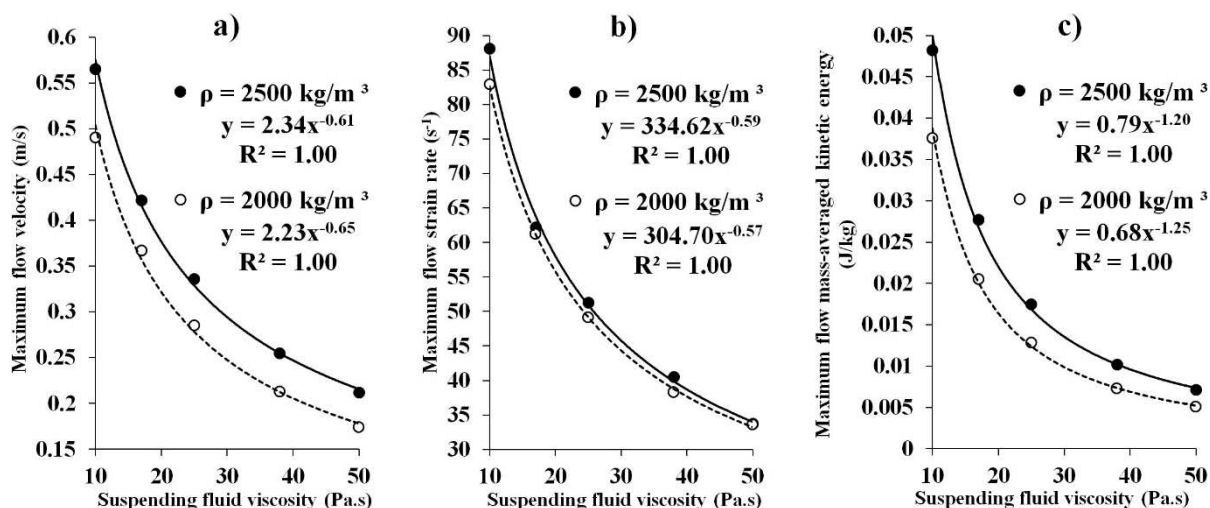 a)
Maximum flow velocity (m/s)
0.6
0.55
0.5
0.45
0.4
0.35
0.3
0.25
0.2
0.15
ρ = 2500 kg/m ³
y = 2.34x⁻⁰·⁶¹
R² = 1.00
ρ = 2000 kg/m ³
y = 2.23x⁻⁰·⁶⁵
R² = 1.00
10 20 30 40 50
Suspending fluid viscosity (Pa.s)
b)
Maximum flow strain rate (s⁻¹)
90
85
80
75
70
65
60
55
50
45
40
35
30
ρ = 2500 kg/m ³
y = 334.62x⁻⁰·⁵⁹
R² = 1.00
ρ = 2000 kg/m ³
y = 304.70x⁻⁰·⁵⁷
R² = 1.00
10 20 30 40 50
Suspending fluid viscosity (Pa.s)
c)
Maximum flow mass-averaged kinetic energy
(J/kg)
0.05
0.045
0.04
0.035
0.03
0.025
0.02
0.015
0.01
0.005
0
ρ = 2500 kg/m ³
y = 0.79x⁻¹·²⁰
R² = 1.00
ρ = 2000 kg/m ³
y = 0.68x⁻¹·²⁵
R² = 1.00
10 20 30 40 50
Suspending fluid viscosity (Pa.s)